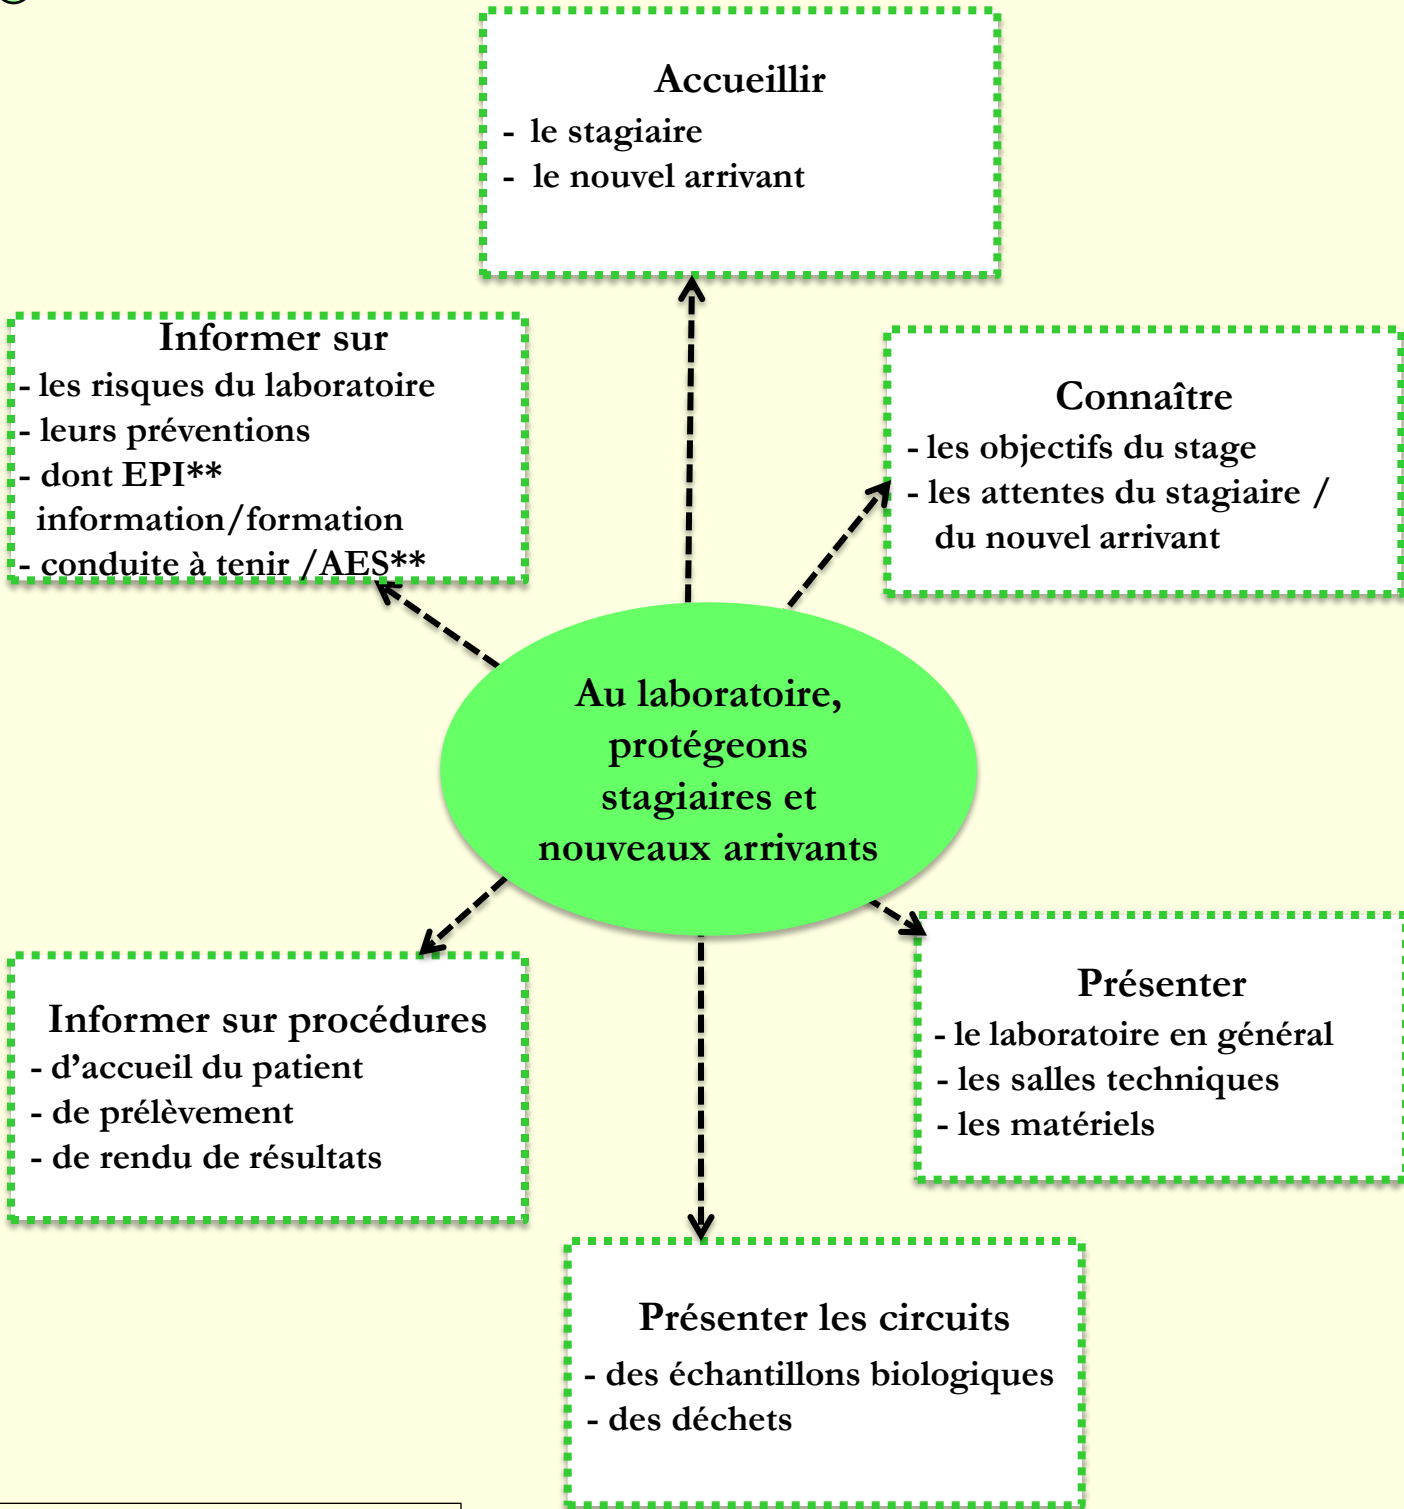 Accueillir
- le stagiaire
- le nouvel arrivant
Informer sur
- les risques du laboratoire
- leurs préventions
- dont EPI**
information/formation
- conduite à tenir /AES**
Connaître
- les objectifs du stage
- les attentes du stagiaire /
du nouvel arrivant
Au laboratoire,
protégeons
stagiaires et
nouveaux arrivants
Informer sur procédures
- d’accueil du patient
- de prélèvement
- de rendu de résultats
Présenter
- le laboratoire en général
- les salles techniques
- les matériels
Présenter les circuits
- des échantillons biologiques
- des déchets